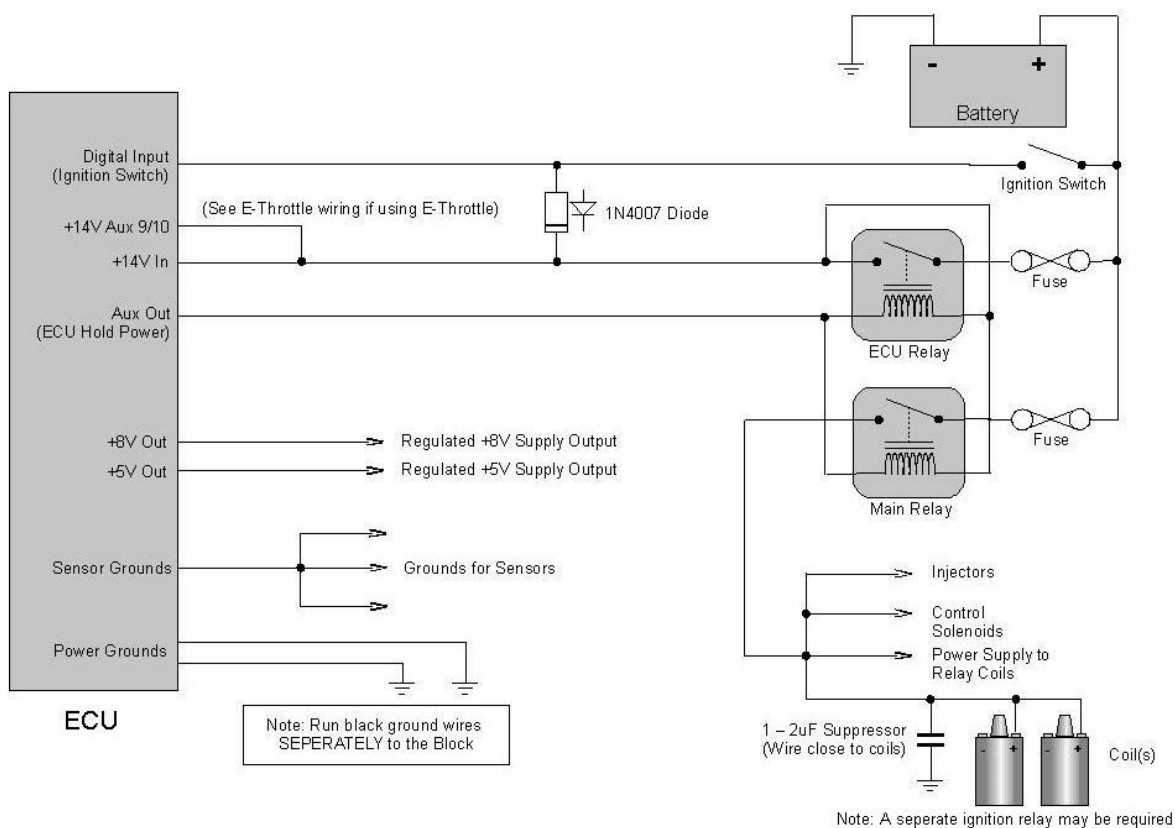 -
+
Battery
Digital Input
(Ignition Switch)
Ignition Switch
(See E-Throttle wiring if using E-Throttle)
1N4007 Diode
+14V Aux 9/10
+14V In
Fuse
Aux Out
(ECU Hold Power)
ECU Relay
+8V Out
Regulated +8V Supply Output
Fuse
+5V Out
Regulated +5V Supply Output
Main Relay
Sensor Grounds
Grounds for Sensors
Injectors
Control
Solenoids
Power Grounds
Power Supply to
Relay Coils
ECU
Note: Run black ground wires
SEPERATELY to the Block
1 – 2uF Suppressor
(Wire close to coils)
-
+
-
+
Coil(s)
Note: A seperate ignition relay may be required